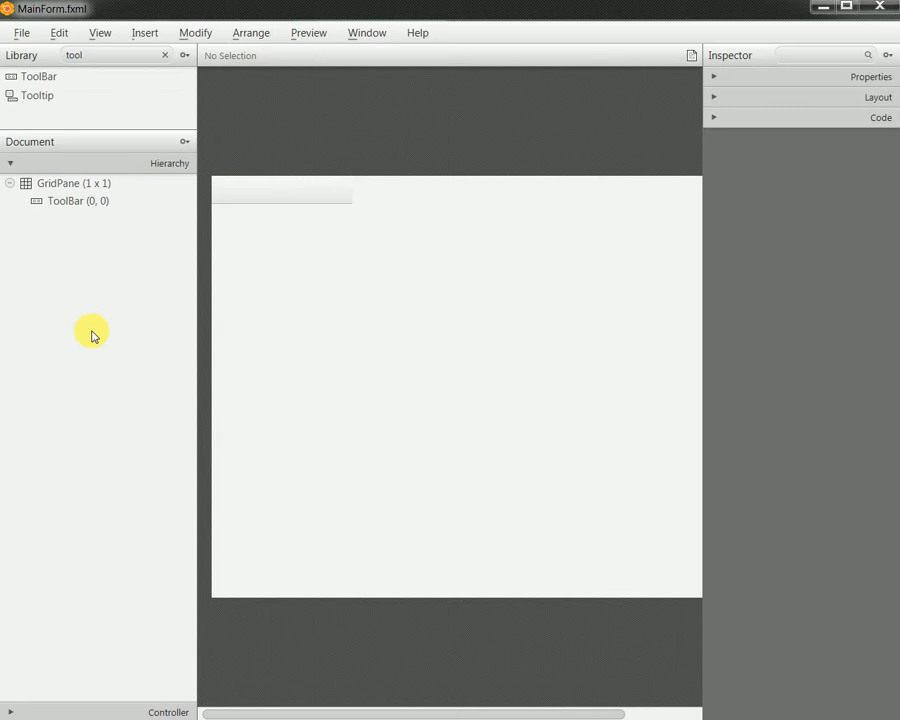 MainForm.fxml
File Edit View Insert Modify Arrange Preview Window Help
Library tool No Selection Inspector
ToolBar
Tooltip
Document
Hierarchy
GridPane (1 x 1)
ToolBar (0, 0)
Controller
Properties
Layout
Code